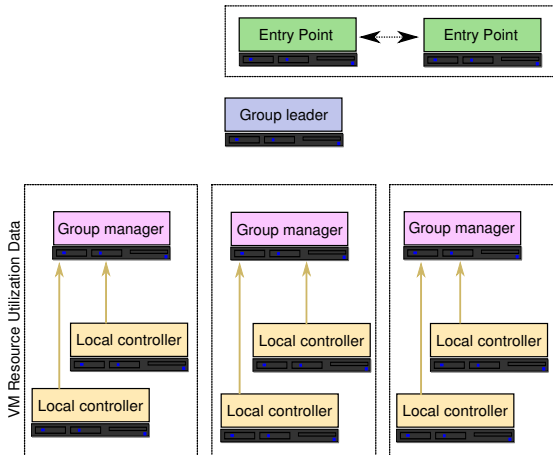 Entry Point
Entry Point
Group leader
VM Resource Utilization Data
Group manager
Group manager
Group manager
Local controller
Local controller
Local controller
Local controller
Local controller
Local controller